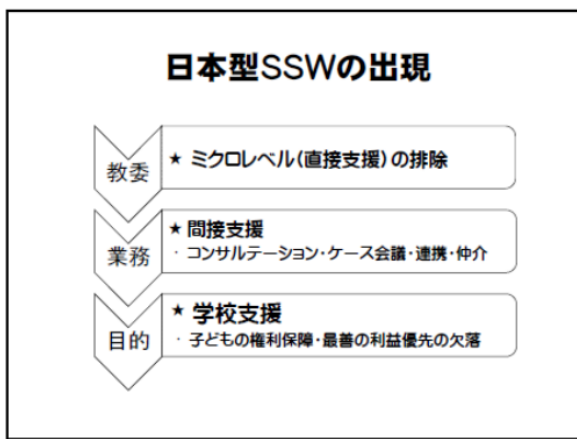 日本型SSWの出現
教委
★ ミクロレベル(直接支援)の排除
業務
★ 間接支援
・ コンサルテーション・ケース会議・連携・仲介
目的
★ 学校支援
・ 子どもの権利保障・最善の利益優先の欠落